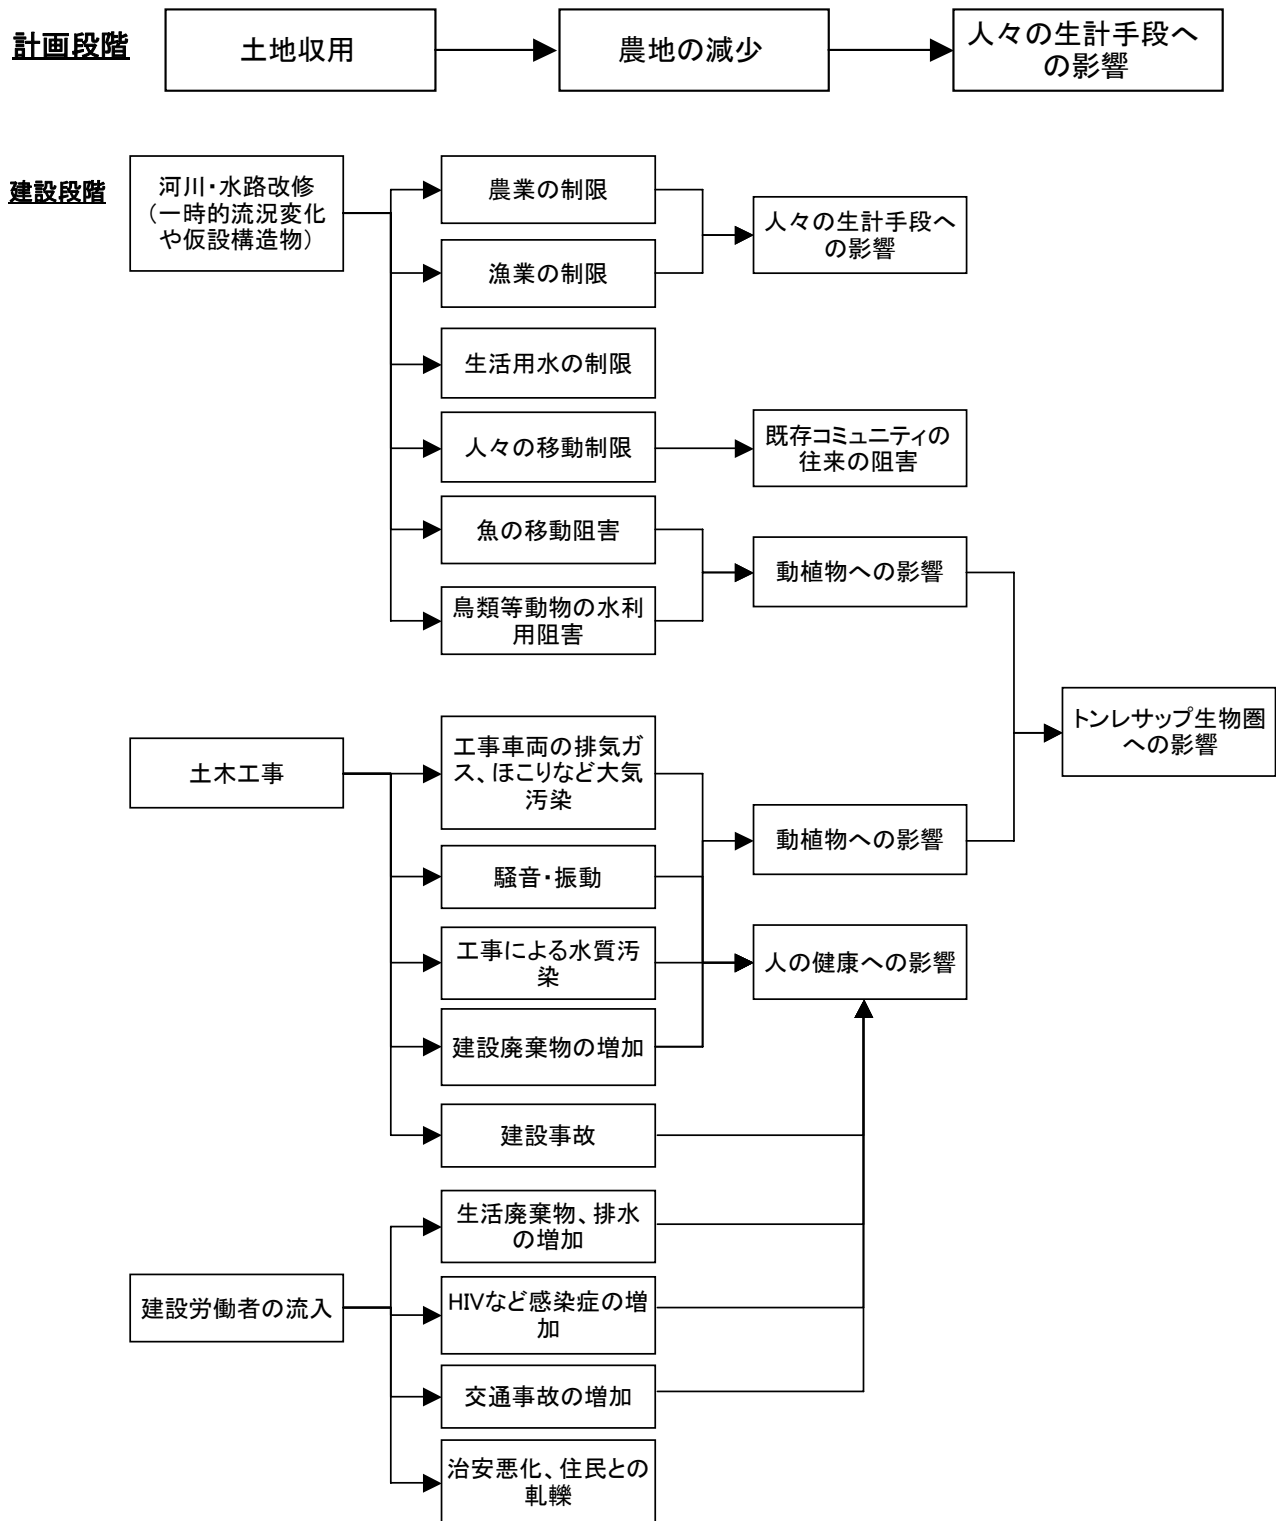 計画段階
土地収用
農地の減少
人々の生計手段へ
の影響
建設段階
河川・水路改修
（一時的流況変化
や仮設構造物）
農業の制限
漁業の制限
人々の生計手段へ
の影響
生活用水の制限
人々の移動制限
既存コミュニティの
往来の阻害
魚の移動阻害
鳥類等動物の水利
用阻害
動植物への影響
トンレサップ生物圏
への影響
土木工事
工事車両の排気ガ
ス、ほこりなど大気
汚染
騒音・振動
動植物への影響
工事による水質汚
染
人の健康への影響
建設廃棄物の増加
建設事故
建設労働者の流入
生活廃棄物、排水
の増加
HIVなど感染症の増
加
交通事故の増加
治安悪化、住民との
軋轢